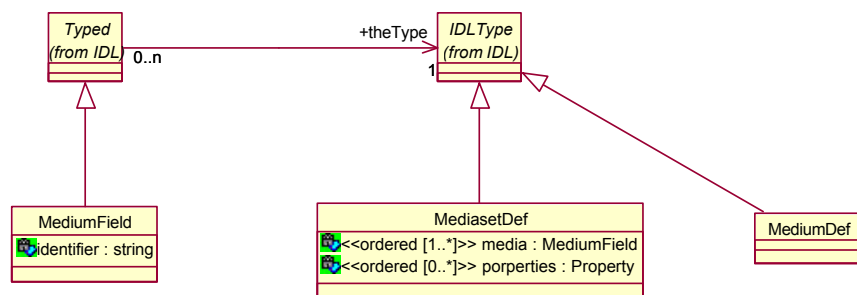 Typed
(from IDL)
0..n
+theType
1
IDLType
(from IDL)
MediumField
identifier : string
MediasetDef
<<ordered [1..*]>> media : MediumField
<<ordered [0..*]>> porperties : Property
MediumDef